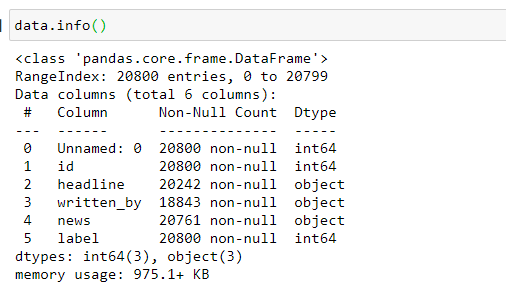 data.info()
<class 'pandas.core.frame.DataFrame'>
RangeIndex: 20800 entries, 0 to 20799
Data columns (total 6 columns):
 #   Column      Non-Null Count  Dtype
---  ------      --------------  -----
 0   Unnamed: 0  20800 non-null  int64
 1   id          20800 non-null  int64
 2   headline    20242 non-null  object
 3   written_by  18843 non-null  object
 4   news        20761 non-null  object
 5   label       20800 non-null  int64
dtypes: int64(3), object(3)
memory usage: 975.1+ KB